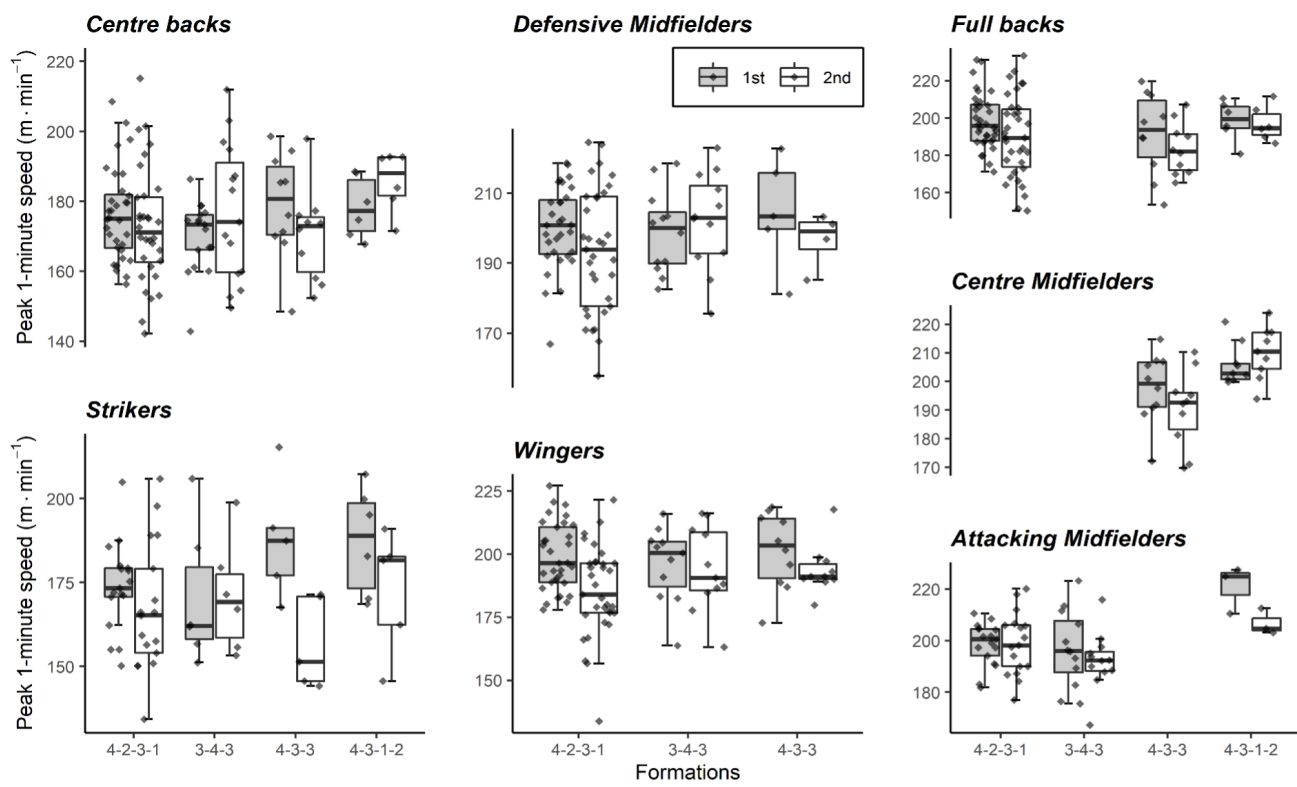 Centre backs
Defensive Midfielders
Full backs
Peak 1-minute speed (m · min⁻¹)
220
200
180
160
140
1st
2nd
210
190
170
220
200
180
160
Centre Midfielders
220
210
200
190
180
170
Strikers
Wingers
Attacking Midfielders
Peak 1-minute speed (m · min⁻¹)
200
175
150
225
200
175
150
220
200
180
4-2-3-1 3-4-3 4-3-3 4-3-1-2
4-2-3-1 3-4-3 4-3-3
4-2-3-1 3-4-3 4-3-3 4-3-1-2
Formations